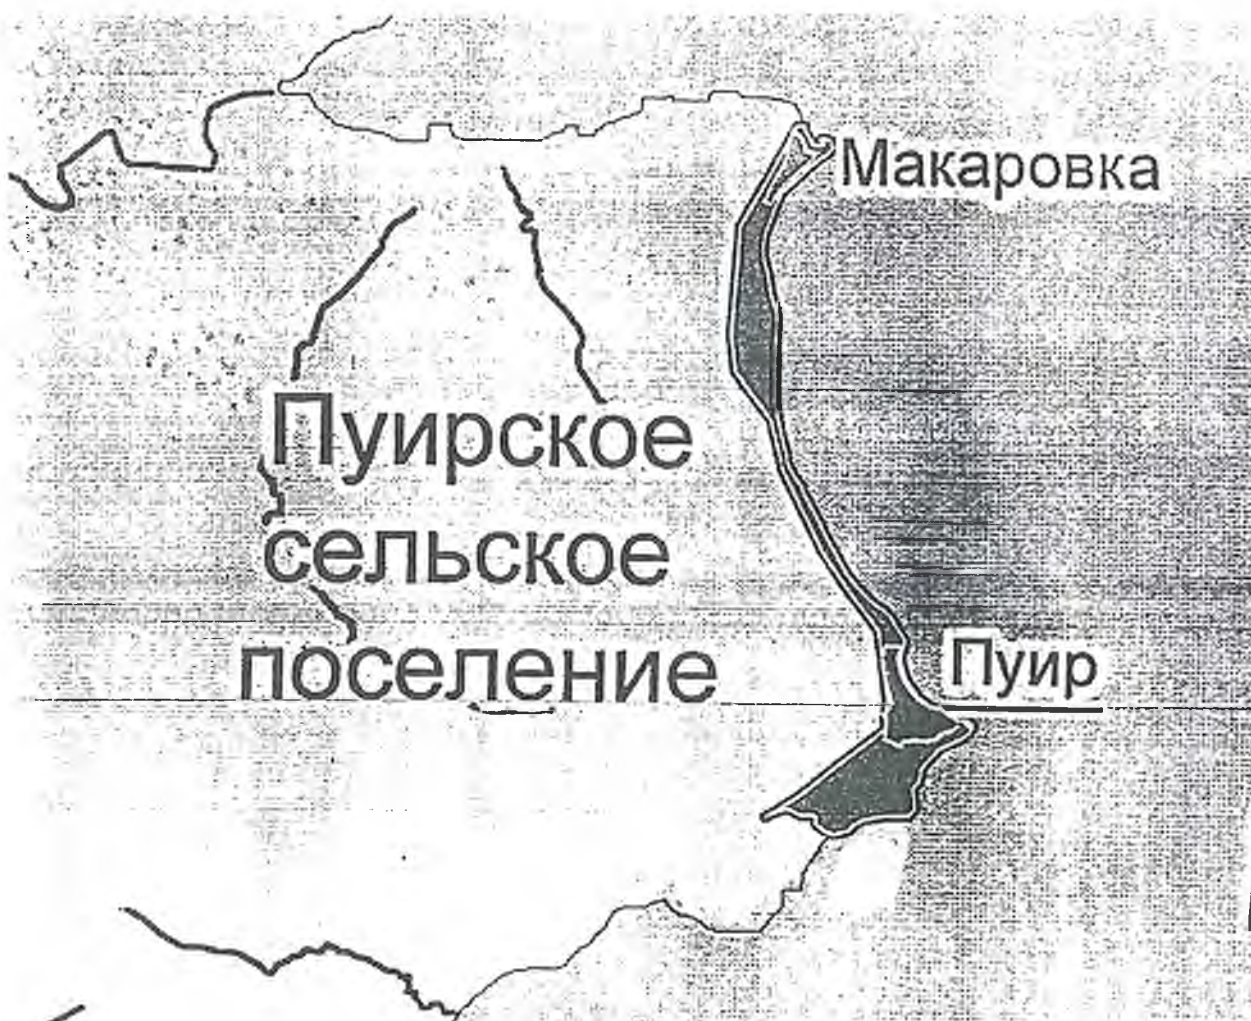 Макаровка
Пуирское
сельское
поселение
Пуир